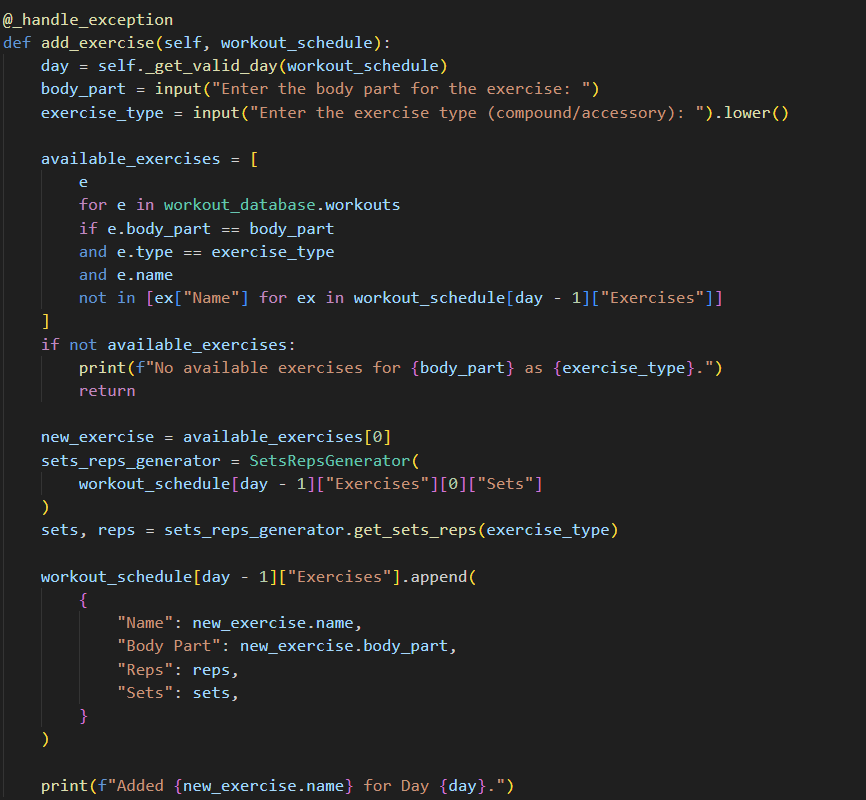 @_handle_exception
def add_exercise(self, workout_schedule):
    day = self._get_valid_day(workout_schedule)
    body_part = input("Enter the body part for the exercise: ")
    exercise_type = input("Enter the exercise type (compound/accessory): ").lower()

    available_exercises = [
        e
        for e in workout_database.workouts
        if e.body_part == body_part
        and e.type == exercise_type
        and e.name
        not in [ex["Name"] for ex in workout_schedule[day - 1]["Exercises"]]
    ]
    if not available_exercises:
        print(f"No available exercises for {body_part} as {exercise_type}.")
        return

    new_exercise = available_exercises[0]
    sets_reps_generator = SetsRepsGenerator(
        workout_schedule[day - 1]["Exercises"][0]["Sets"]
    )
    sets, reps = sets_reps_generator.get_sets_reps(exercise_type)

    workout_schedule[day - 1]["Exercises"].append(
        {
            "Name": new_exercise.name,
            "Body Part": new_exercise.body_part,
            "Reps": reps,
            "Sets": sets,
        }
    )

    print(f"Added {new_exercise.name} for Day {day}.")